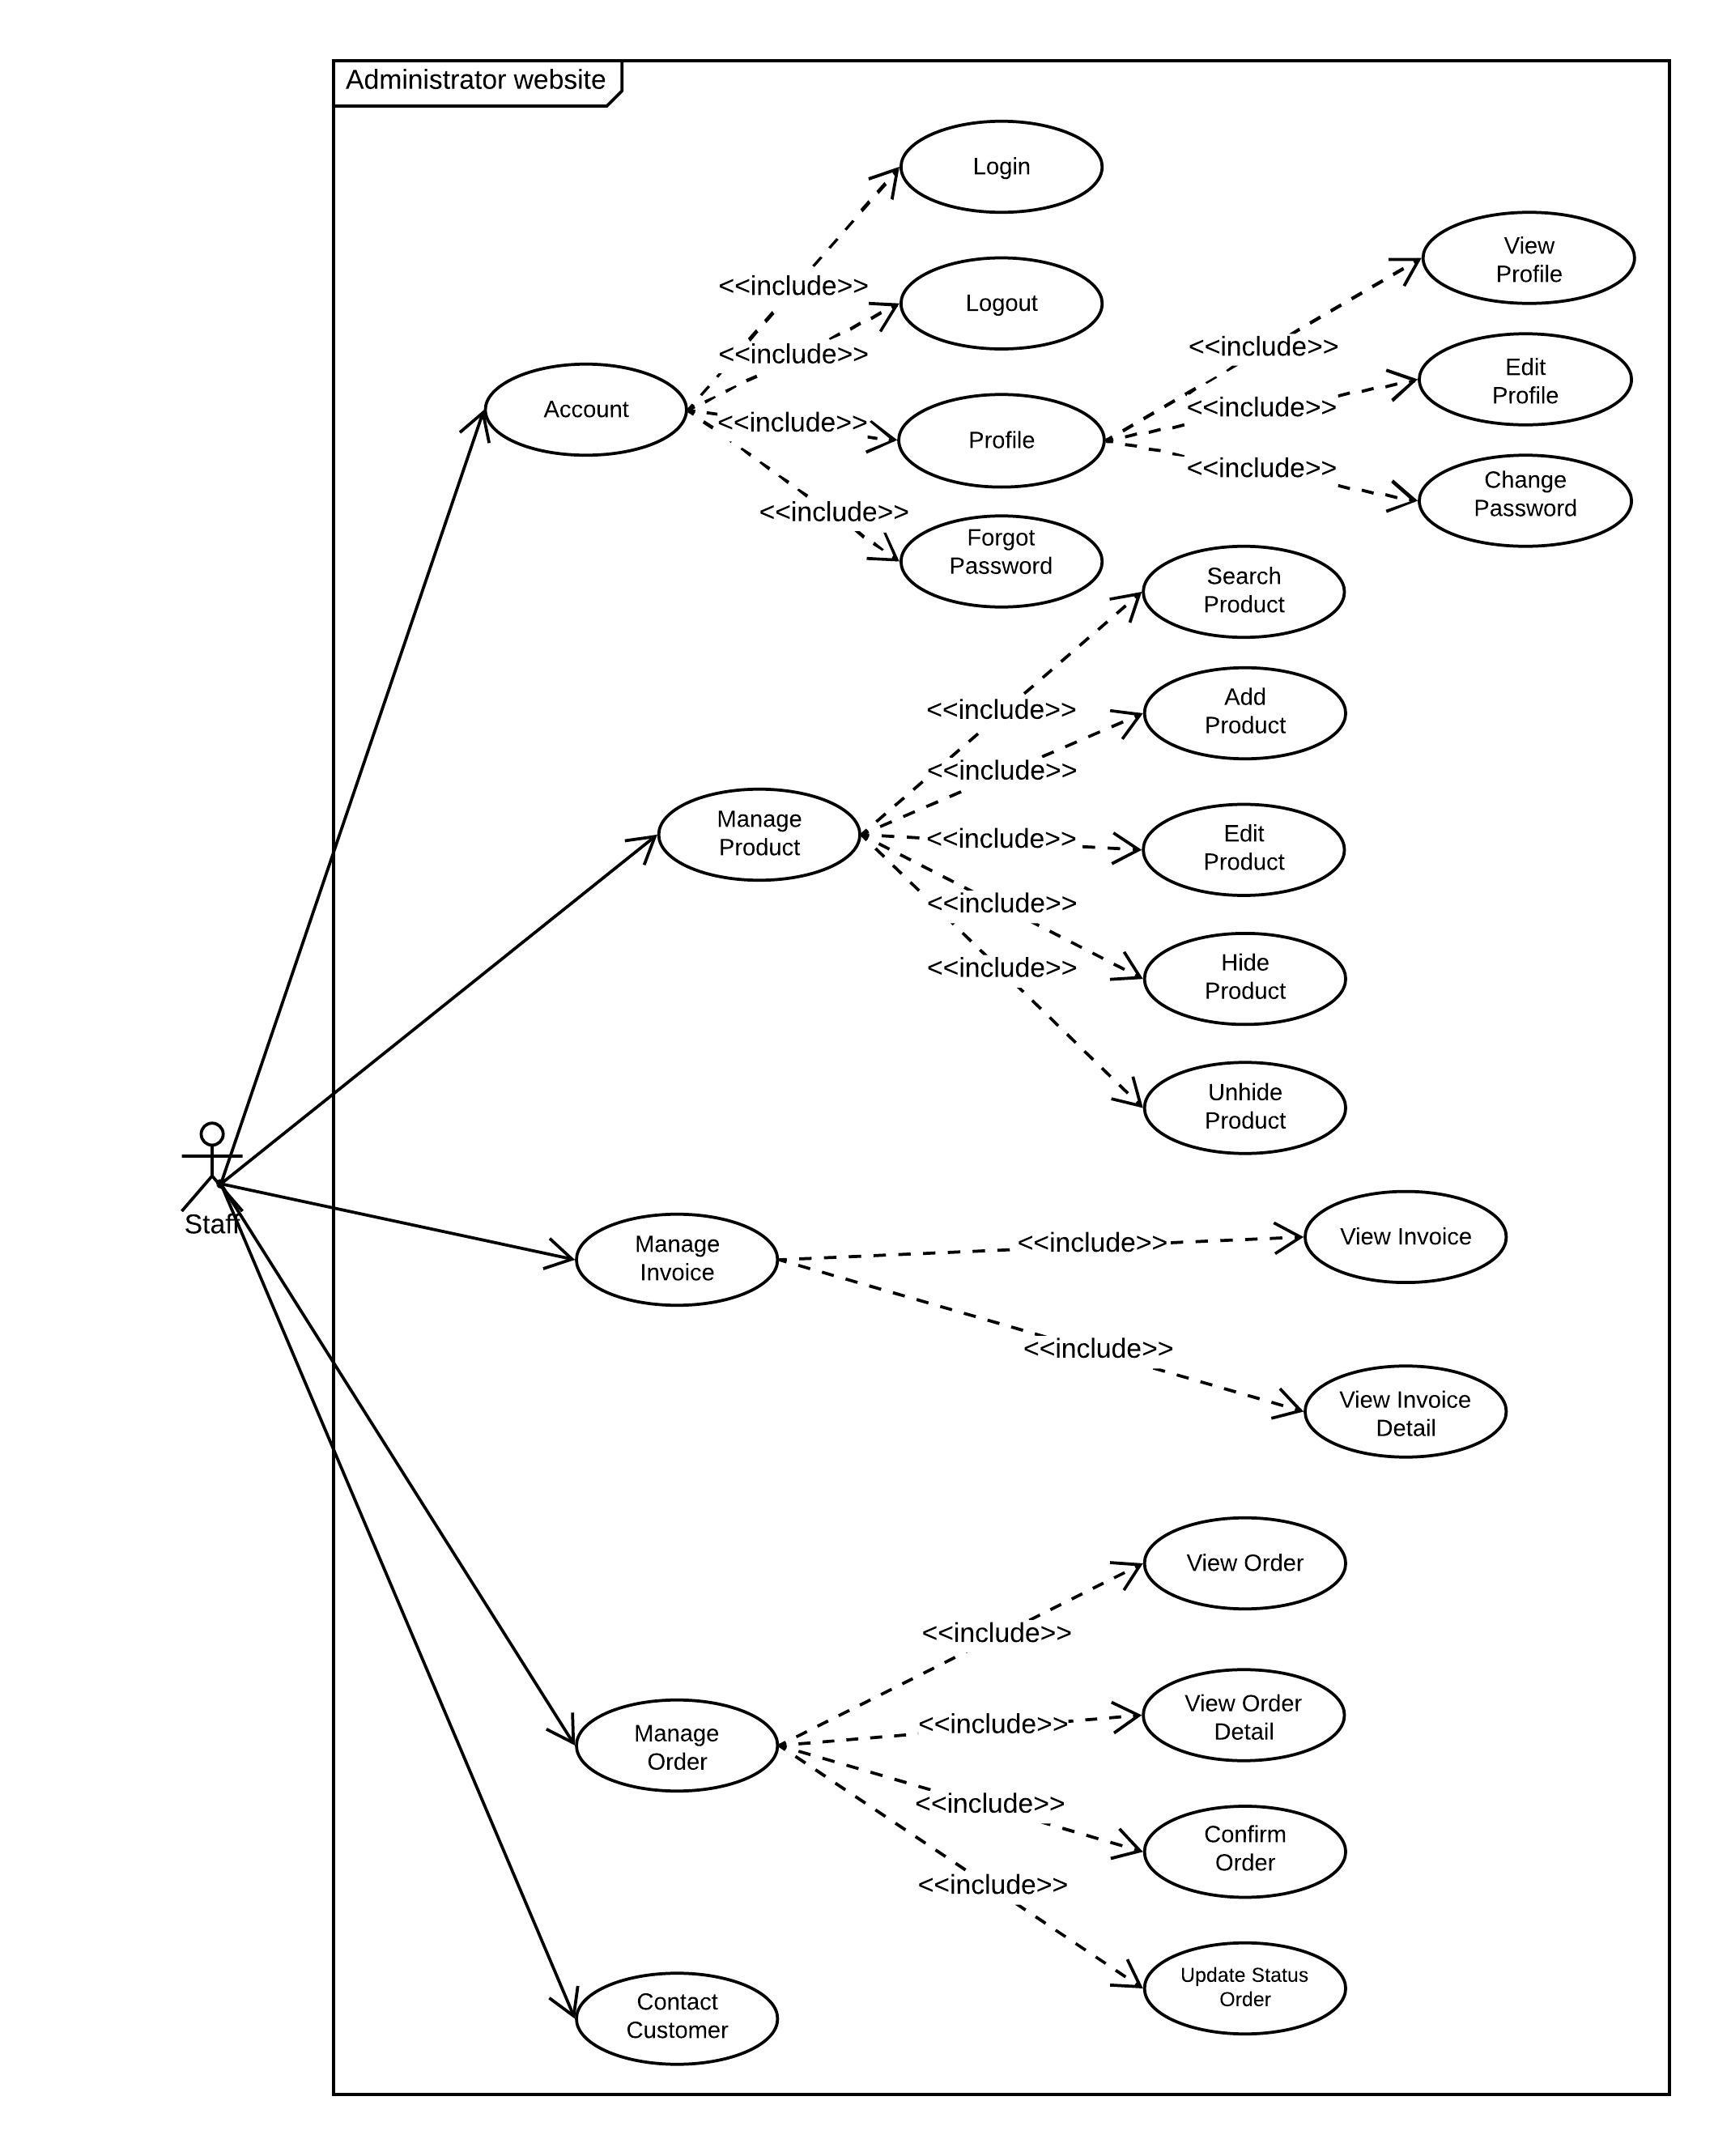 Administrator website
Login
<<include>>
Logout
<<include>>
View
Profile
<<include>>
Edit
Profile
Account
<<include>>
Profile
<<include>>
<<include>>
Change
Password
<<include>>
Forgot
Password
Search
Product
<<include>>
Add
Product
<<include>>
Manage
Product
<<include>>
Edit
Product
<<include>>
Hide
Product
<<include>>
Unhide
Product
Staff
Manage
Invoice
<<include>>
View Invoice
<<include>>
View Invoice
Detail
View Order
<<include>>
Manage
Order
<<include>>
View Order
Detail
<<include>>
Confirm
Order
<<include>>
Update Status
Order
Contact
Customer